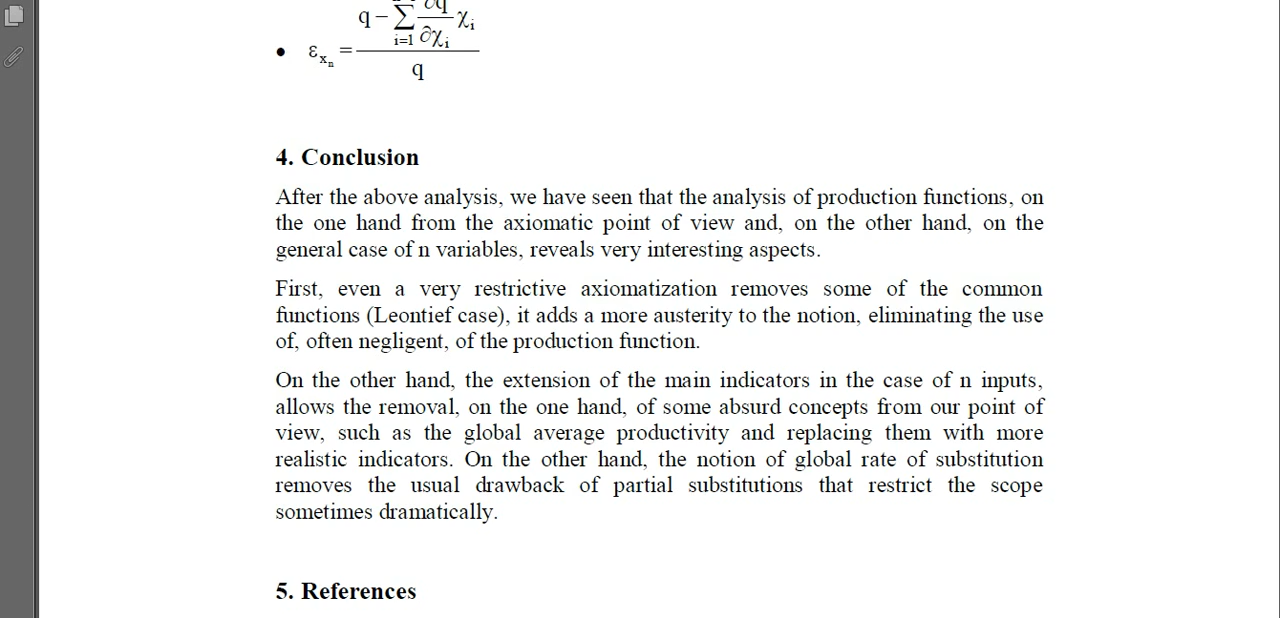 q − ∑ ∂q/∂χi χi
i=1
• εxn =
q
4. Conclusion
After the above analysis, we have seen that the analysis of production functions, on
the one hand from the axiomatic point of view and, on the other hand, on the
general case of n variables, reveals very interesting aspects.
First, even a very restrictive axiomatization removes some of the common
functions (Leontief case), it adds a more austerity to the notion, eliminating the use
of, often negligent, of the production function.
On the other hand, the extension of the main indicators in the case of n inputs,
allows the removal, on the one hand, of some absurd concepts from our point of
view, such as the global average productivity and replacing them with more
realistic indicators. On the other hand, the notion of global rate of substitution
removes the usual drawback of partial substitutions that restrict the scope
sometimes dramatically.
5. References